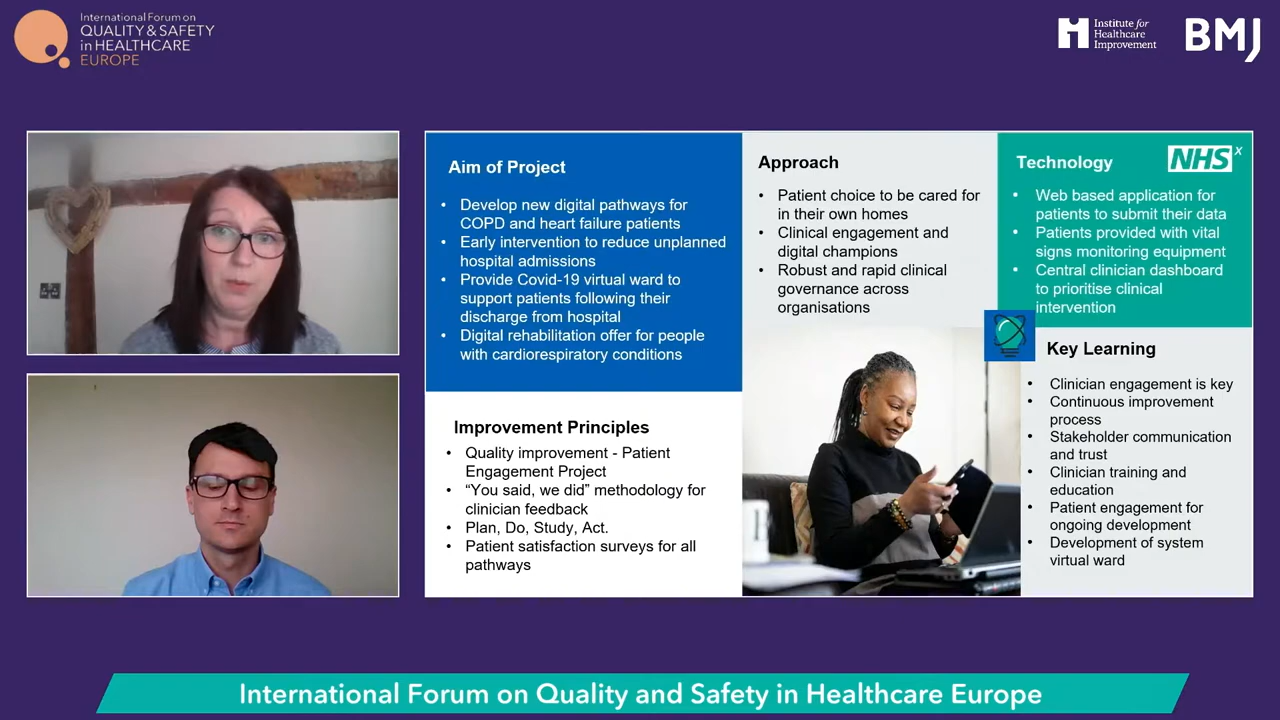 International Forum on
QUALITY & SAFETY
in HEALTHCARE
EUROPE
Institute for
Healthcare
Improvement
BMJ
Aim of Project
• Develop new digital pathways for
COPD and heart failure patients
• Early intervention to reduce unplanned
hospital admissions
• Provide Covid-19 virtual ward to
support patients following their
discharge from hospital
• Digital rehabilitation offer for people
with cardiorespiratory conditions
Improvement Principles
• Quality improvement - Patient
Engagement Project
• “You said, we did” methodology for
clinician feedback
• Plan, Do, Study, Act.
• Patient satisfaction surveys for all
pathways
Approach
• Patient choice to be cared for
in their own homes
• Clinical engagement and
digital champions
• Robust and rapid clinical
governance across
organisations
Technology
NHSX
• Web based application for
patients to submit their data
• Patients provided with vital
signs monitoring equipment
• Central clinician dashboard
to prioritise clinical
intervention
Key Learning
• Clinician engagement is key
• Continuous improvement
process
• Stakeholder communication
and trust
• Clinician training and
education
• Patient engagement for
ongoing development
• Development of system
virtual ward
International Forum on Quality and Safety in Healthcare Europe